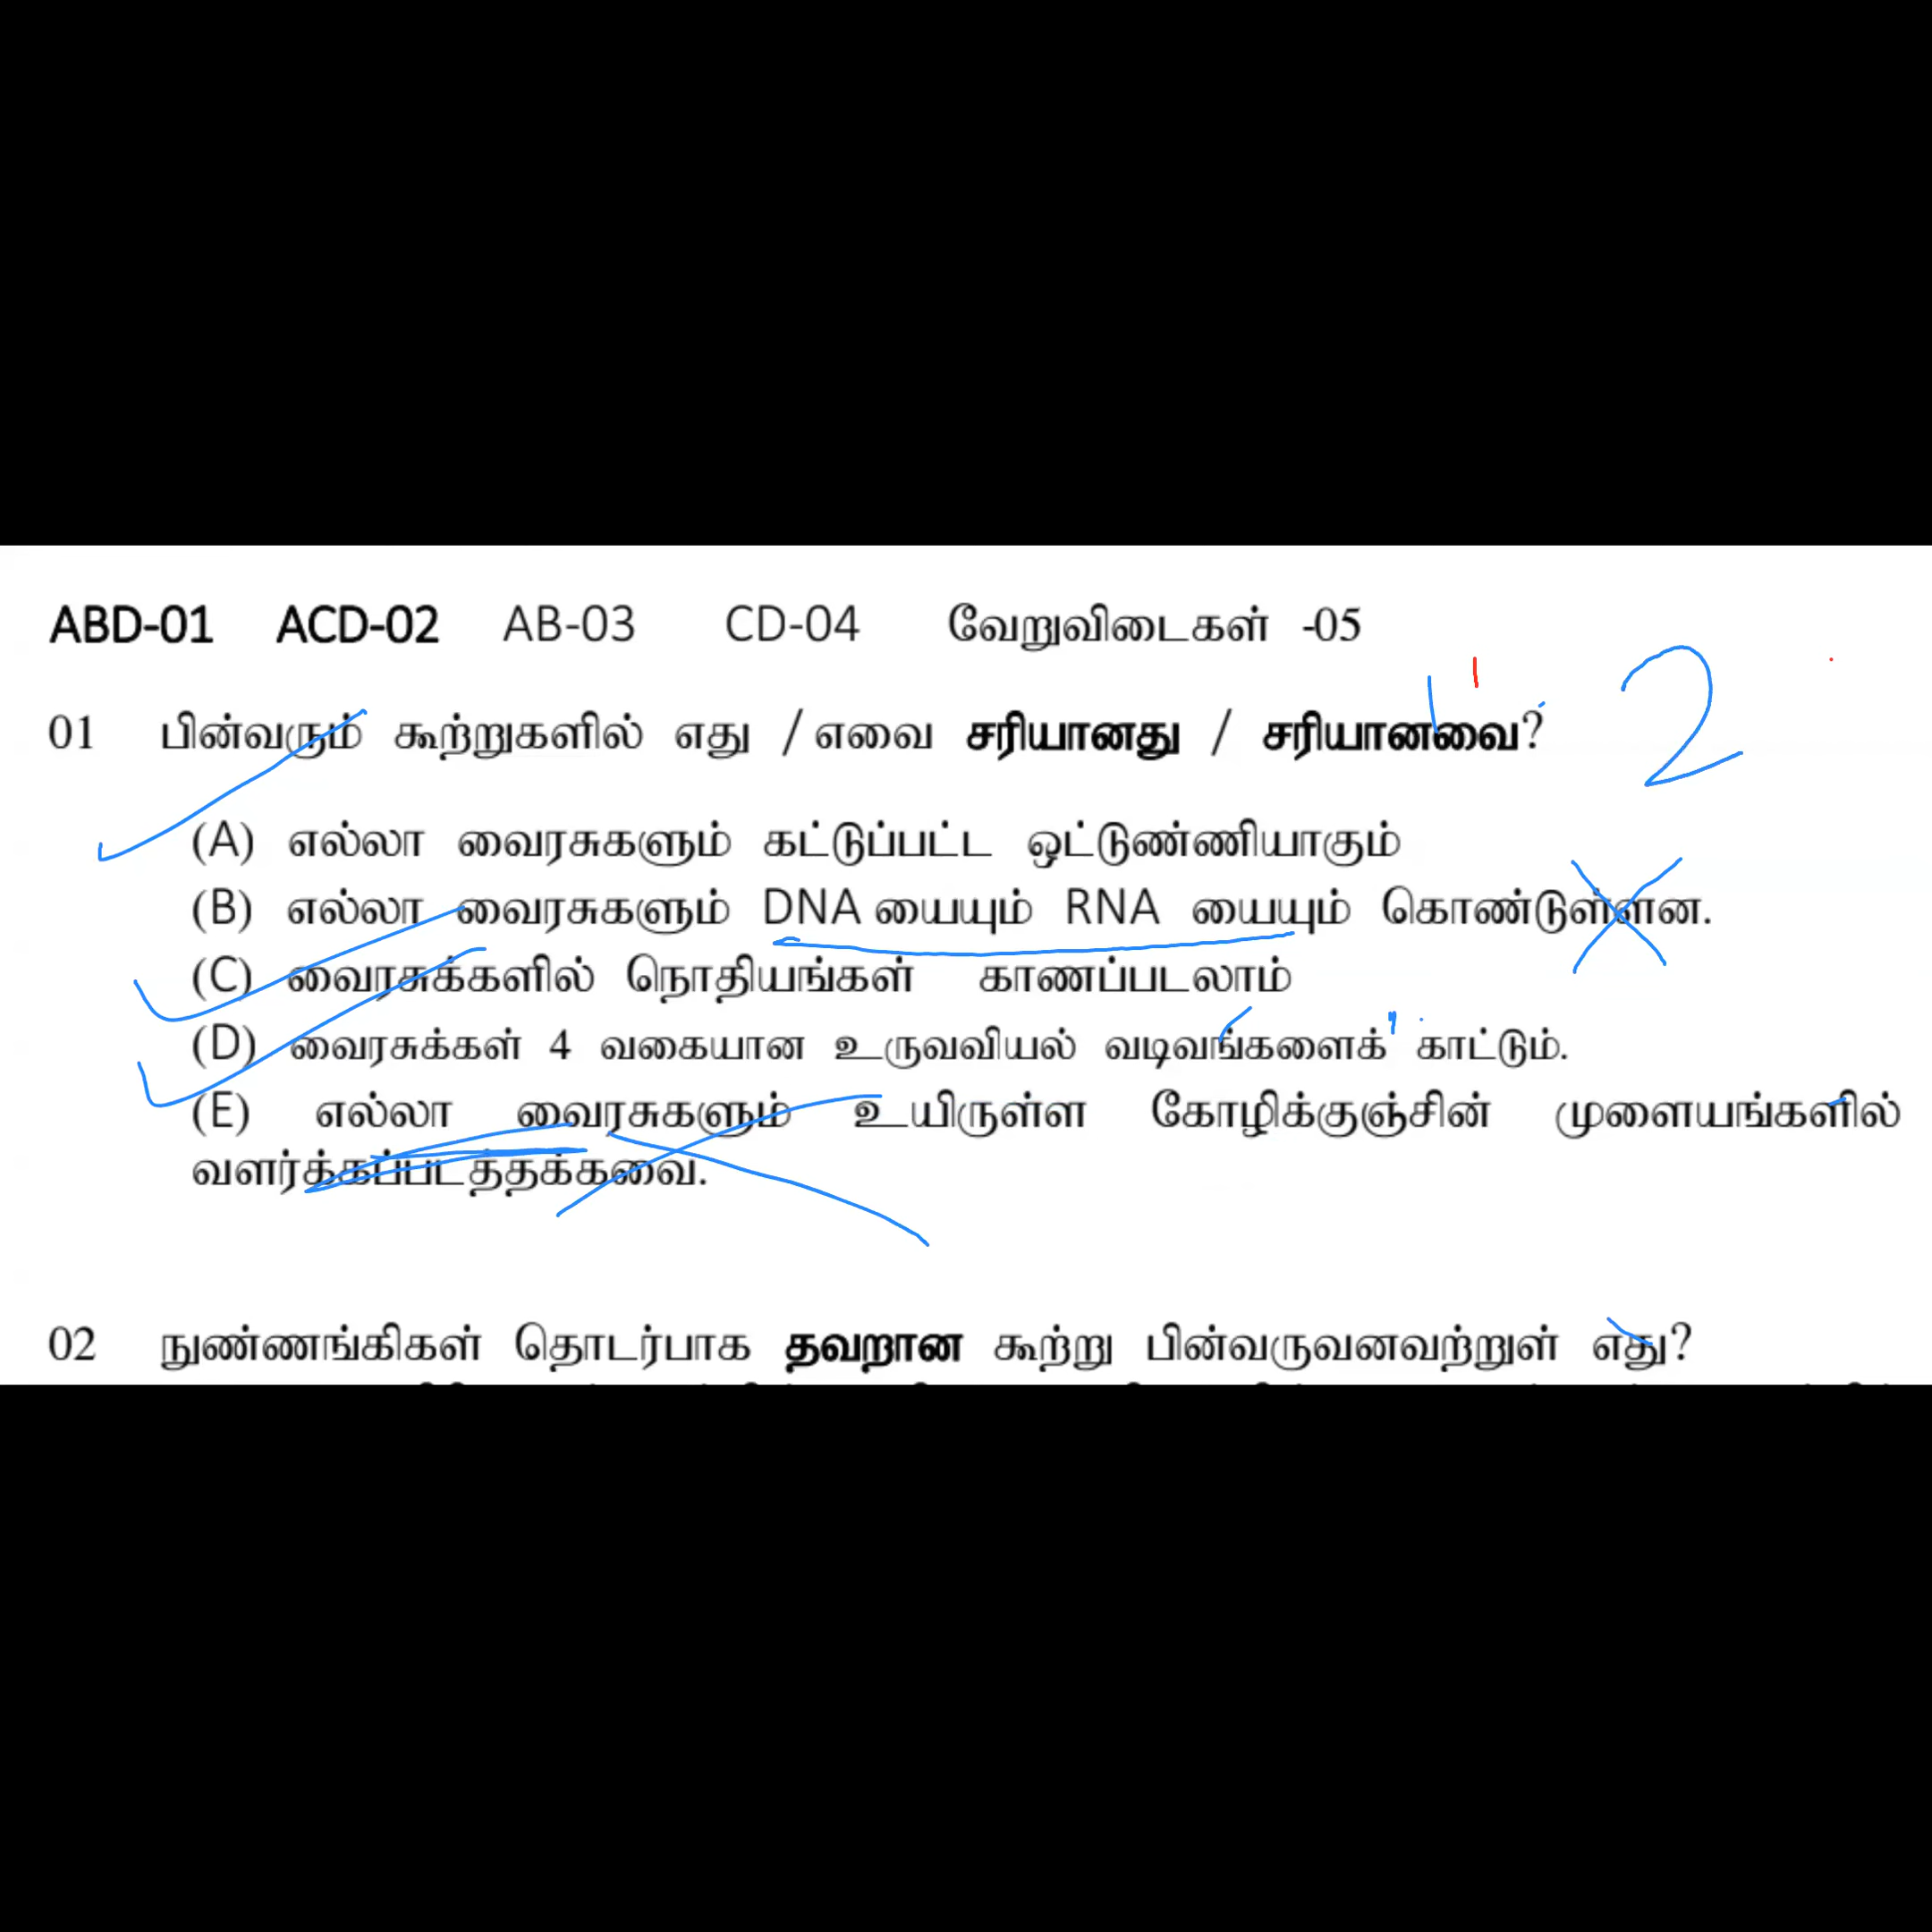 ABD-01 ACD-02 AB-03 CD-04 வேறுவிடைகள் -05
2
01 பின்வரும் கூற்றுகளில் எது / எவை சரியானது / சரியானவை?
(A) எல்லா வைரசுகளும் கட்டுப்பட்ட ஒட்டுண்ணியாகும்
(B) எல்லா வைரசுகளும் DNA யையும் RNA யையும் கொண்டுள்ளன.
(C) வைரசுக்களில் நொதியங்கள் காணப்படலாம்
(D) வைரசுக்கள் 4 வகையான உருவவியல் வடிவங்களைக் காட்டும்.
(E) எல்லா வைரசுகளும் உயிருள்ள கோழிக்குஞ்சின் முளையங்களில்
வளர்க்கப்படத்தக்கவை.
02 நுண்ணங்கிகள் தொடர்பாக தவறான கூற்று பின்வருவனவற்றுள் எது?